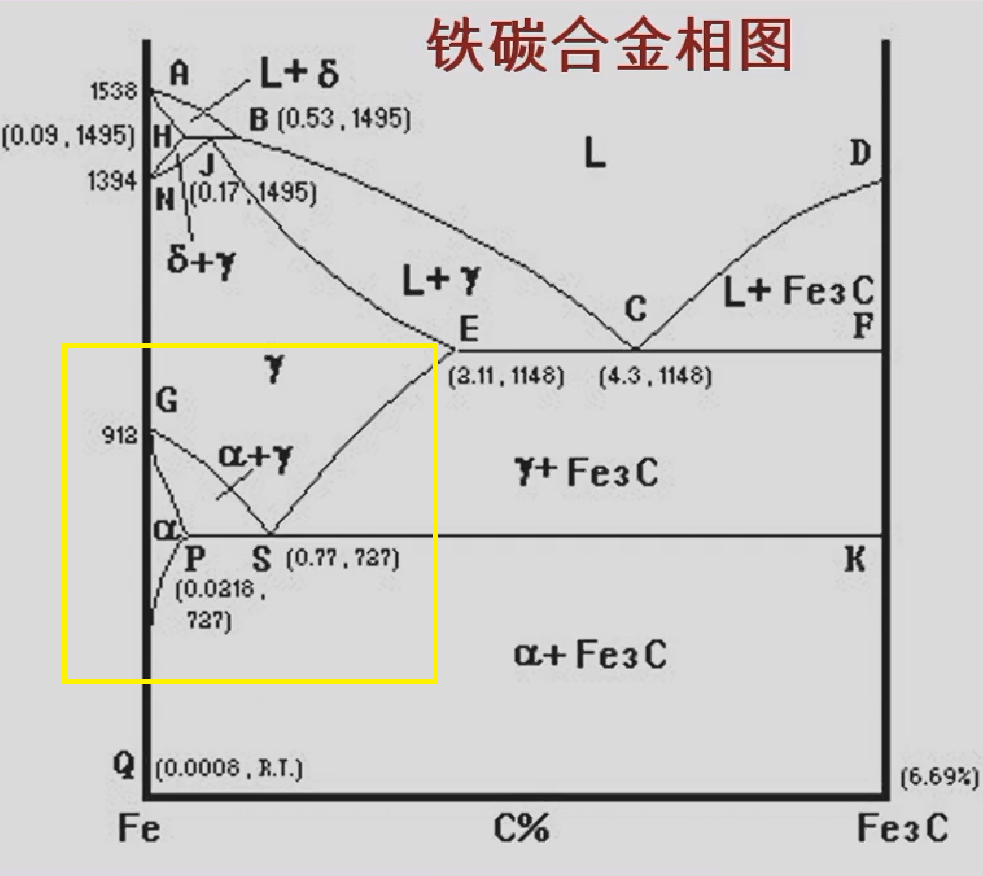 铁碳合金相图
A
L+δ
1538
B (0.53,1495)
(0.09,1495) H
L
D
J
1394
N (0.17,1495)
δ+γ
L+γ
L+Fe3C
C
F
E
γ
(2.11,1148) (4.3,1148)
G
912
α+γ
γ+Fe3C
α
P S (0.77,727) K
(0.0218,
727)
α+Fe3C
Q (0.0008,R.T.)
(6.69%)
Fe C% Fe3C